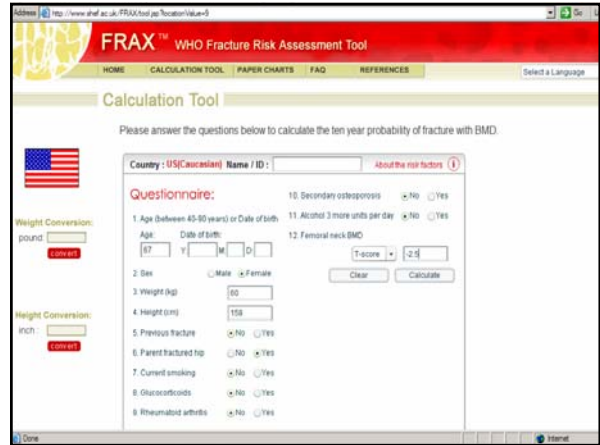 Address http://www.shef.ac.uk/FRAX/tool.jsp?locationValue=9 Go
FRAX™ WHO Fracture Risk Assessment Tool
HOME CALCULATION TOOL PAPER CHARTS FAQ REFERENCES Select a Language
Calculation Tool
Please answer the questions below to calculate the ten year probability of fracture with BMD.
Country : US(Caucasian) Name / ID : About the risk factors i
Questionnaire:
1. Age (between 40-90 years) or Date of birth
Age: Date of birth:
67 Y: M: D:
2. Sex Male Female
3. Weight (kg) 60
4. Height (cm) 158
5. Previous fracture No Yes
6. Parent fractured hip No Yes
7. Current smoking No Yes
8. Glucocorticoids No Yes
9. Rheumatoid arthritis No Yes
10. Secondary osteoporosis No Yes
11. Alcohol 3 more units per day No Yes
12. Femoral neck BMD
T-score -2.5
Clear Calculate
Weight Conversion:
pound:
convert
Height Conversion:
inch :
convert
Done Internet